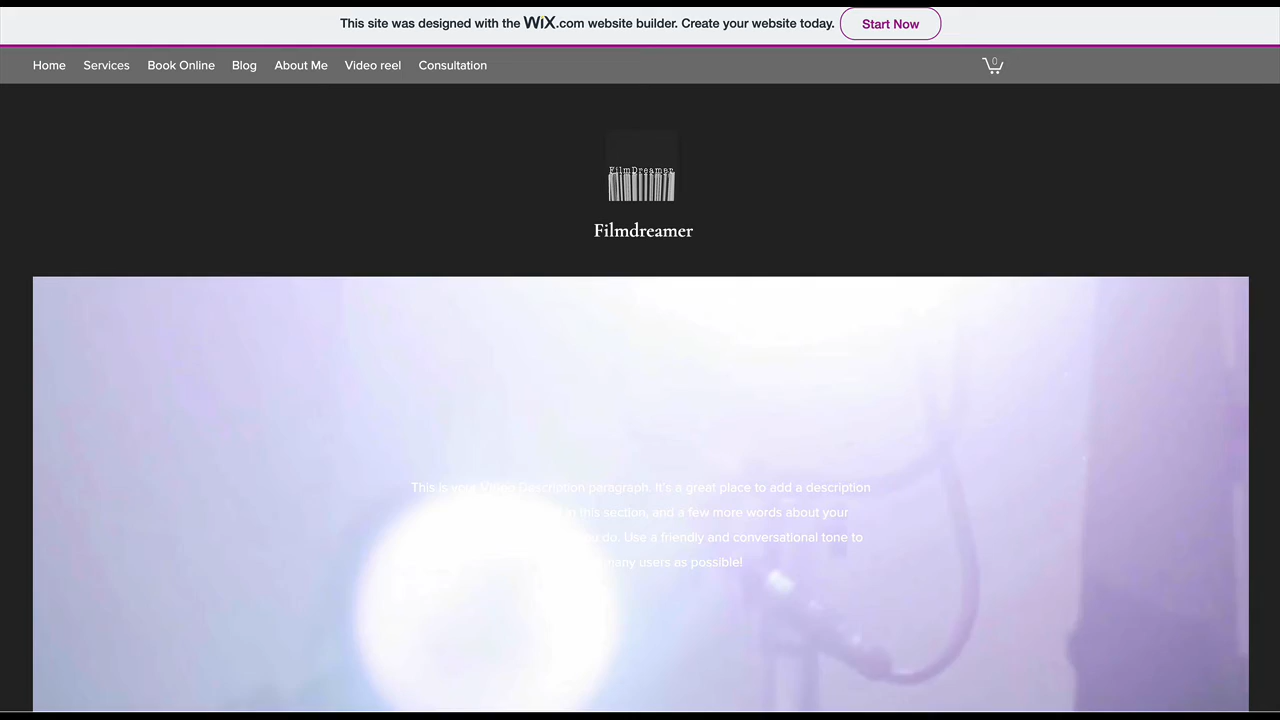 This site was designed with the WiX.com website builder. Create your website today. Start Now
Home Services Book Online Blog About Me Video reel Consultation 0
FilmDreamer
Filmdreamer
This is your Video Description paragraph. It's a great place to add a description
in this section, and a few more words about your
do. Use a friendly and conversational tone to
many users as possible!